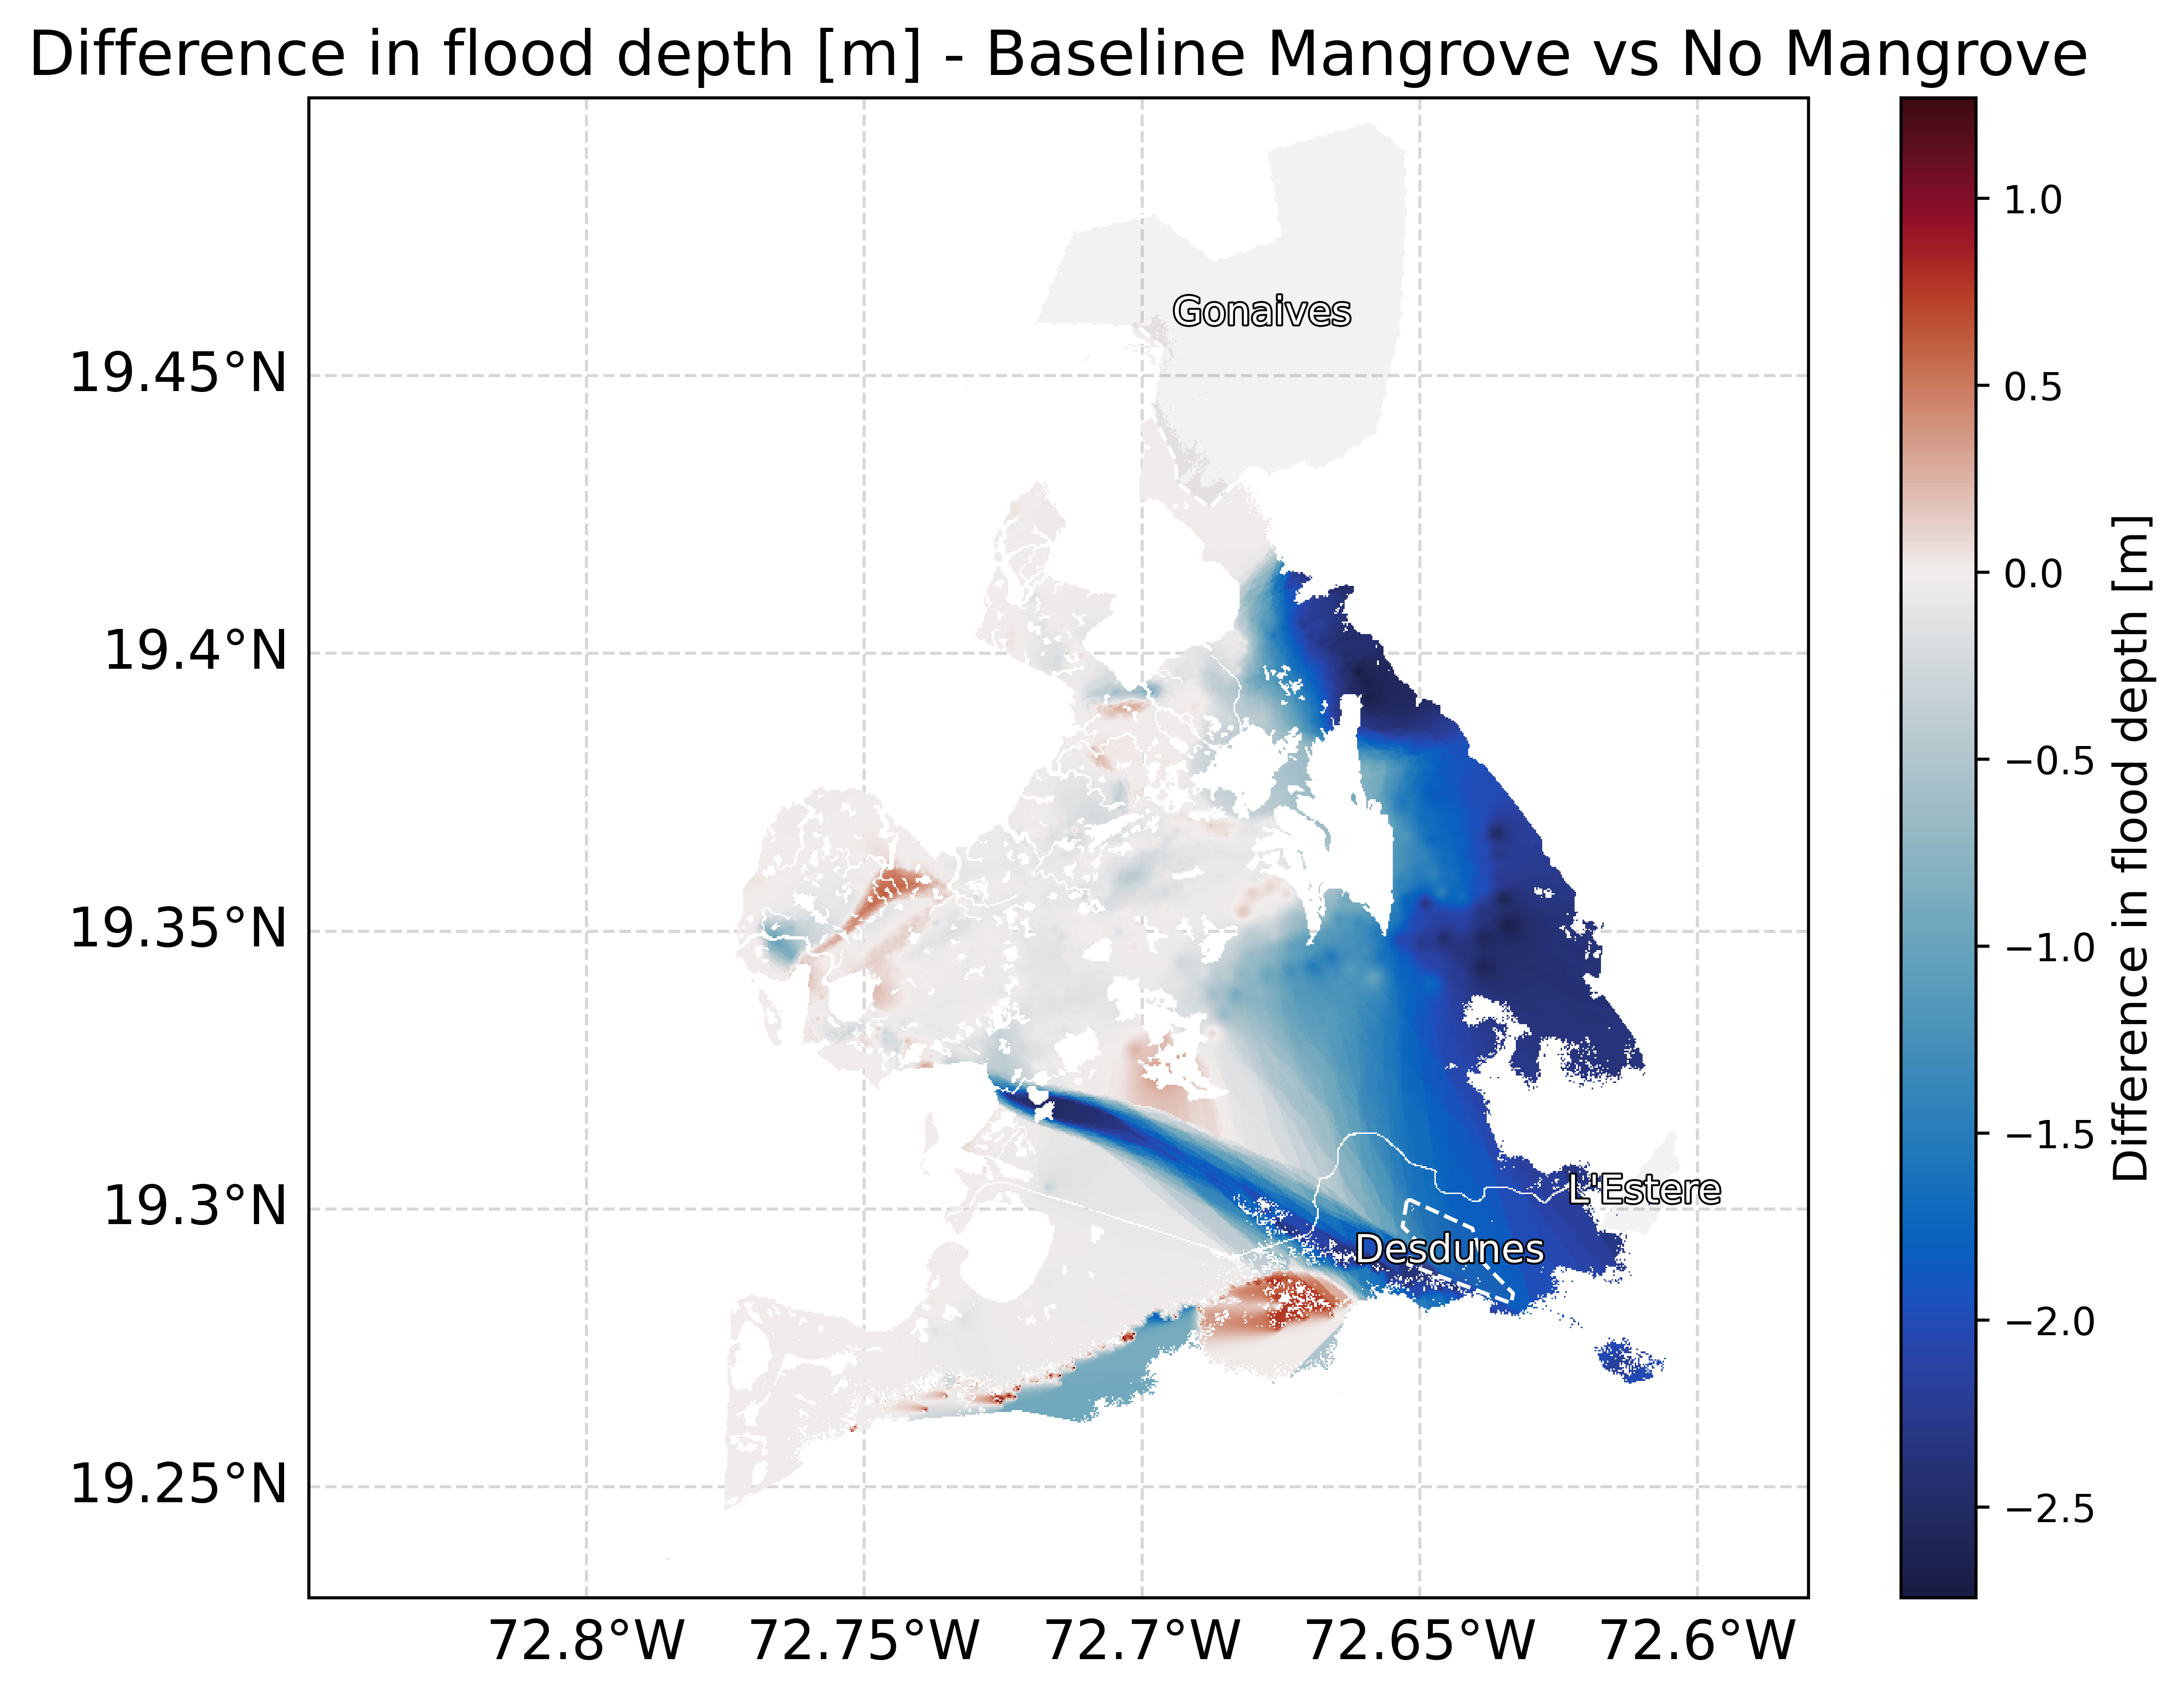 Difference in flood depth [m] - Baseline Mangrove vs No Mangrove
Gonaives
L'Estere
Desdunes
19.45°N
19.4°N
19.35°N
19.3°N
19.25°N
72.8°W
72.75°W
72.7°W
72.65°W
72.6°W
1.0
0.5
0.0
−0.5
−1.0
−1.5
−2.0
−2.5
Difference in flood depth [m]